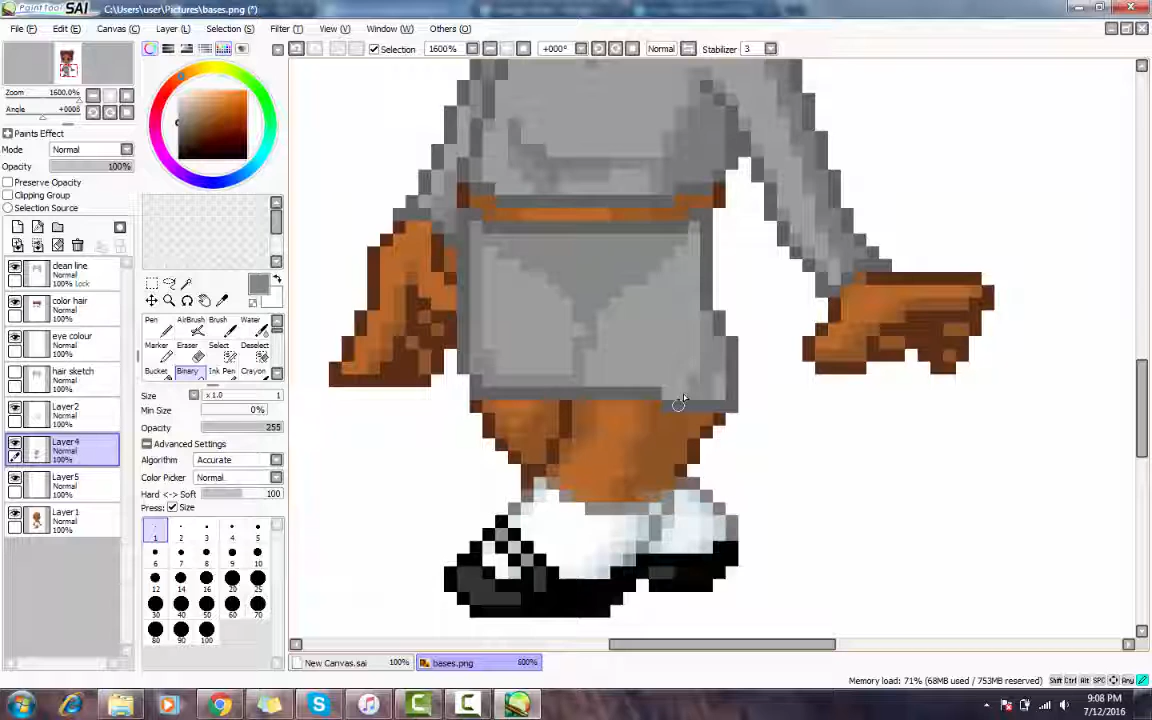 PaintTool SAI C:\Users\user\Pictures\bases.png (*)
File (F) Edit (E) Canvas (C) Layer (L) Selection (S) Filter (T) View (V) Window (W) Others (O)
Selection 1600% +000° Normal Stabilizer 3
Zoom 1600.0%
Angle +000°
Paints Effect
Mode Normal
Opacity 100%
Preserve Opacity
Clipping Group
Selection Source
clean line
Normal
100% Lock
color hair
Normal
100%
eye colour
Normal
100%
hair sketch
Normal
100%
Layer2
Normal
100%
Layer4
Normal
100%
Layer5
Normal
100%
Layer1
Normal
100%
Pen AirBrush Brush Water
Marker Eraser Select Deselect
Bucket Binary Ink Pen Crayon
Size x 1.0 1
Min Size 0%
Opacity 255
Advanced Settings
Algorithm Accurate
Color Picker Normal
Hard <-> Soft 100
Press: Size
1 2 3 4 5
6 7 8 9 10
12 14 16 20 25
30 40 50 60 70
80 90 100
New Canvas.sai 100% bases.png 800%
Memory load: 71% (68MB used / 753MB reserved) Shift Ctrl Alt SPC Any
9:08 PM
7/12/2016